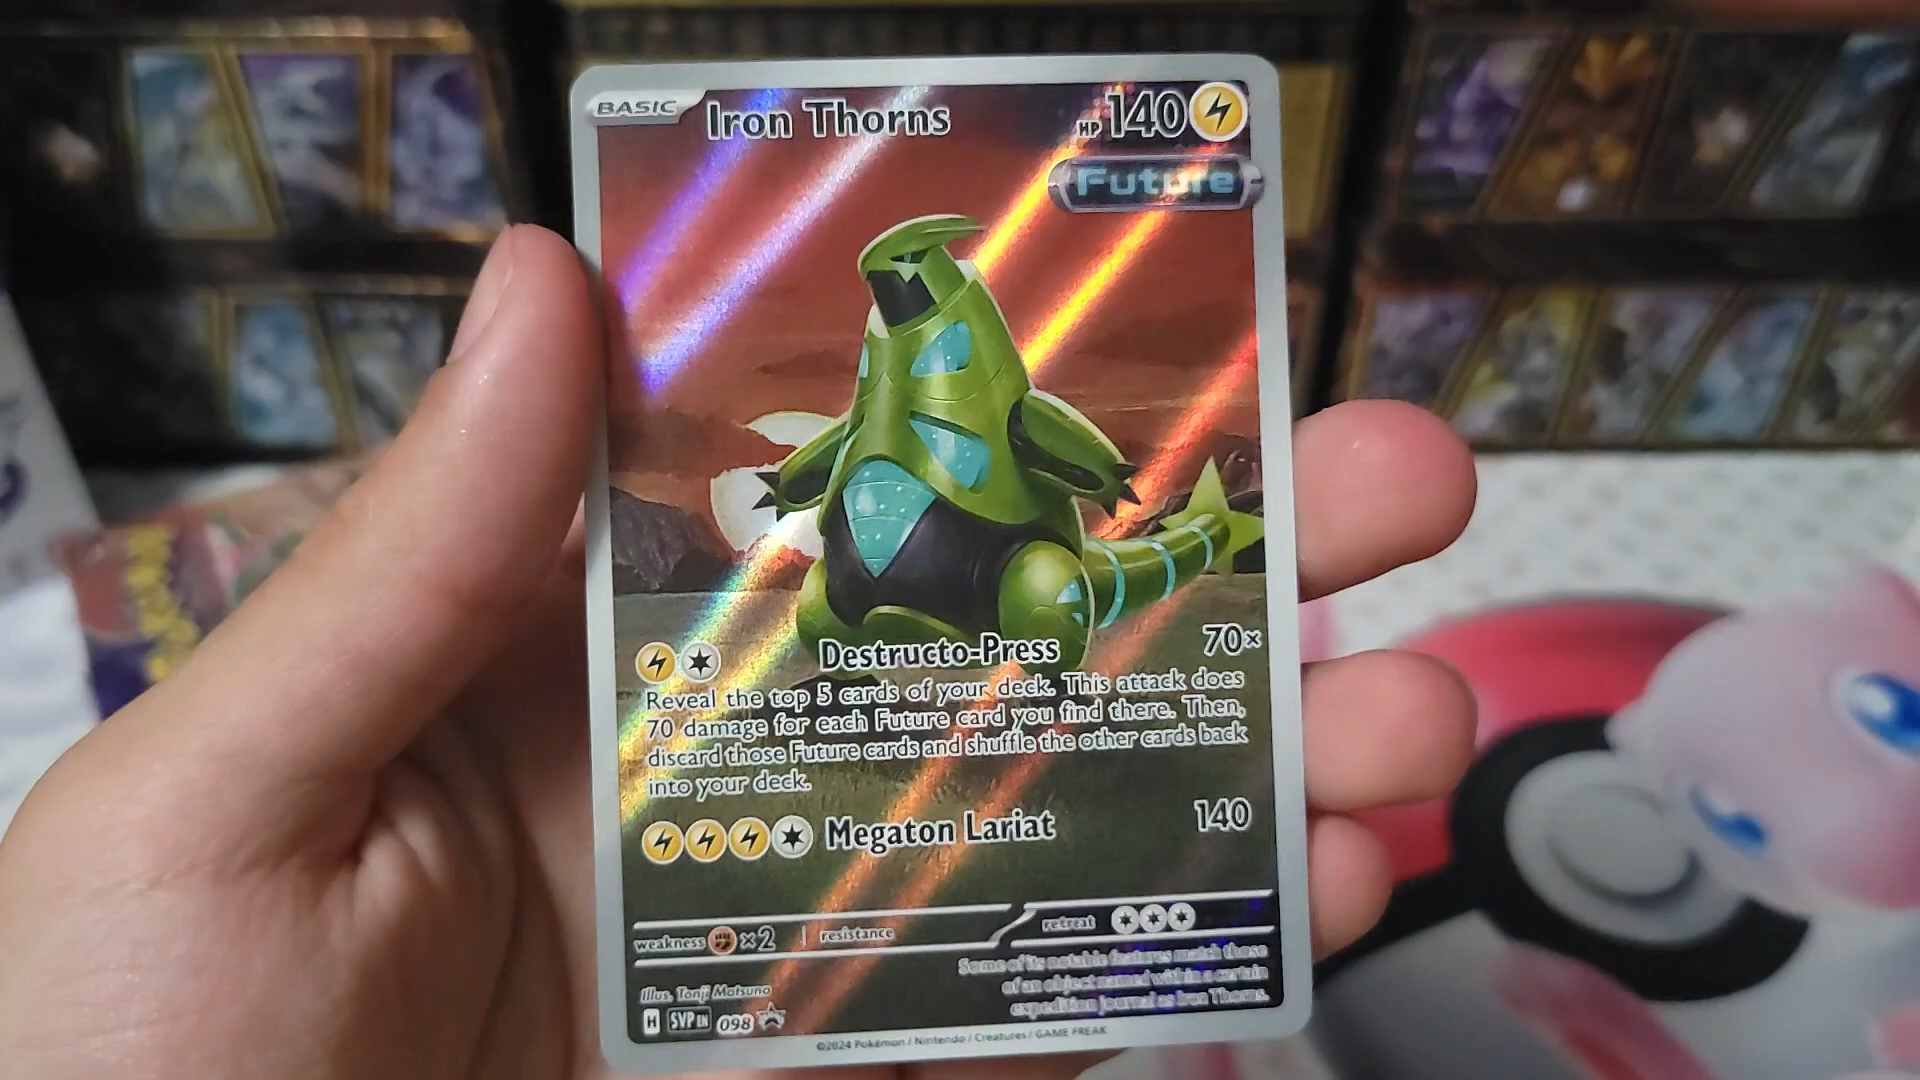 BASIC Iron Thorns HP 140
Future
Destructo-Press 70×
Reveal the top 5 cards of your deck. This attack does
70 damage for each Future card you find there. Then,
discard those Future cards and shuffle the other cards back
into your deck.
Megaton Lariat 140
weakness ×2 resistance retreat
Some of its notable features match those
of an object named within a certain
expedition journal as Iron Thorns.
Illus. Tonji Matsuno
H SVP EN 098
©2024 Pokémon / Nintendo / Creatures / GAME FREAK